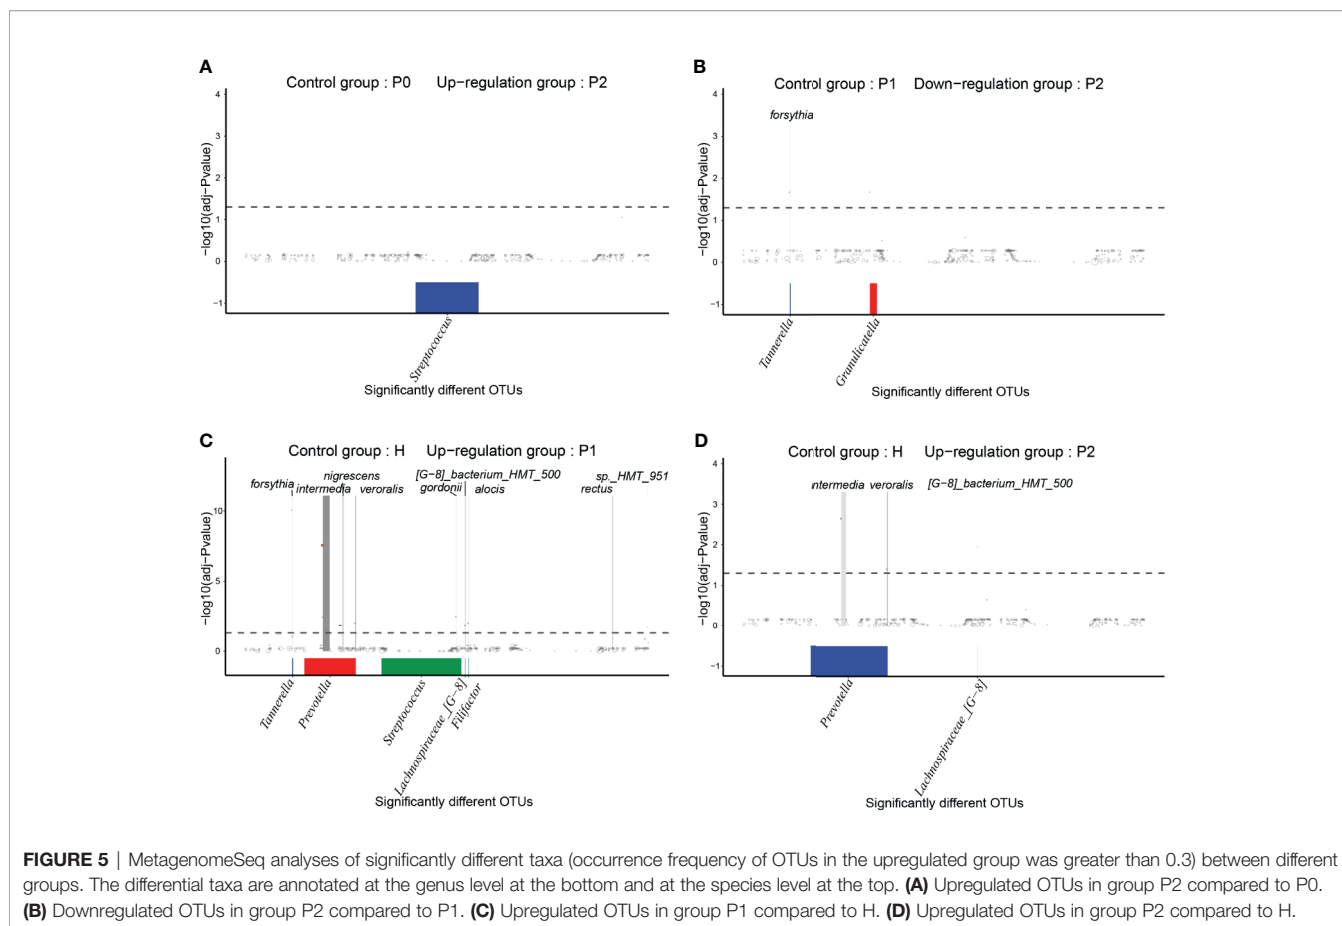 A
Control group : P0 Up−regulation group : P2
4
3
2
1
0
−1
−log10(adj−Pvalue)
Streptococcus
Significantly different OTUs
B
Control group : P1 Down−regulation group : P2
forsythia
4
3
2
1
0
−1
−log10(adj−Pvalue)
Tannerella
Granulicatella
Significantly different OTUs
C
Control group : H Up−regulation group : P1
nigrescens [G−8]_bacterium_HMT_500 sp._HMT_951
forsythia intermedia veroralis gordonii alocis rectus
10
5
0
−log10(adj−Pvalue)
Tannerella
Prevotella
Streptococcus
Lachnospiraceae_[G−8]
Filifactor
Significantly different OTUs
D
Control group : H Up−regulation group : P2
intermedia veroralis [G−8]_bacterium_HMT_500
4
3
2
1
0
−1
−log10(adj−Pvalue)
Prevotella
Lachnospiraceae_[G−8]
Significantly different OTUs
FIGURE 5 | MetagenomeSeq analyses of significantly different taxa (occurrence frequency of OTUs in the upregulated group was greater than 0.3) between different
groups. The differential taxa are annotated at the genus level at the bottom and at the species level at the top. (A) Upregulated OTUs in group P2 compared to P0.
(B) Downregulated OTUs in group P2 compared to P1. (C) Upregulated OTUs in group P1 compared to H. (D) Upregulated OTUs in group P2 compared to H.